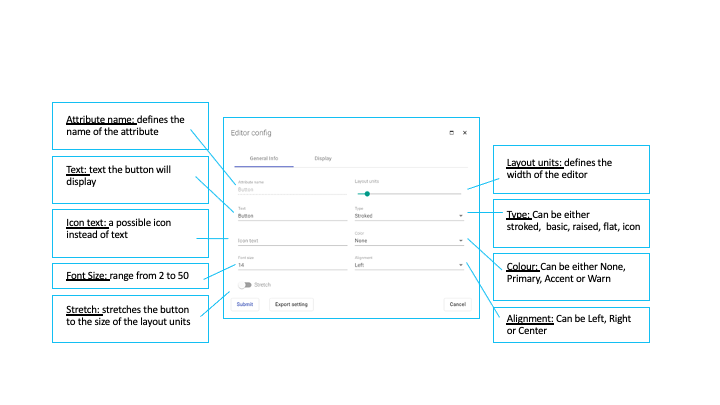 Attribute name: defines the
name of the attribute
Text: text the button will
display
Icon text: a possible icon
instead of text
Font Size: range from 2 to 50
Stretch: stretches the button
to the size of the layout units
Editor config
General Info
Display
Attribute name
Button
Layout units
Text
Button
Type
Stroked
Icon text
Color
None
Font size
14
Alignment
Left
Stretch
Submit
Export setting
Cancel
Layout units: defines the
width of the editor
Type: Can be either
stroked, basic, raised, flat, icon
Colour: Can be either None,
Primary, Accent or Warn
Alignment: Can be Left, Right
or Center